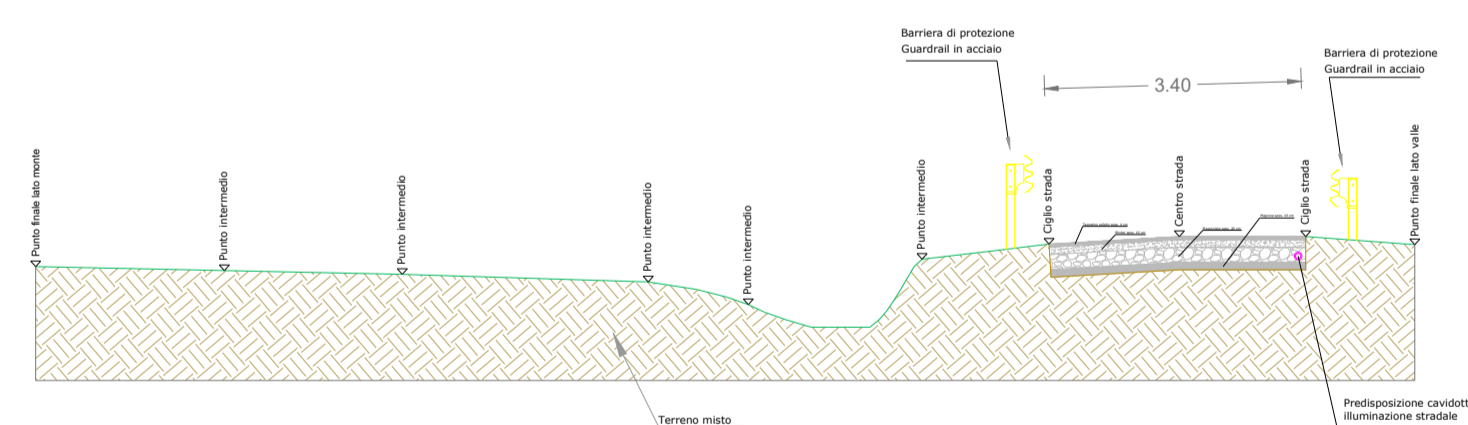 Barriera di protezione
Guardrail in acciaio
Barriera di protezione
Guardrail in acciaio
3.40
Punto finale lato monte
Punto intermedio
Punto intermedio
Punto intermedio
Punto intermedio
Punto intermedio
Ciglio strada
Centro strada
Ciglio strada
Punto finale lato valle
Terreno misto
Predisposizione cavidott
illuminazione stradale